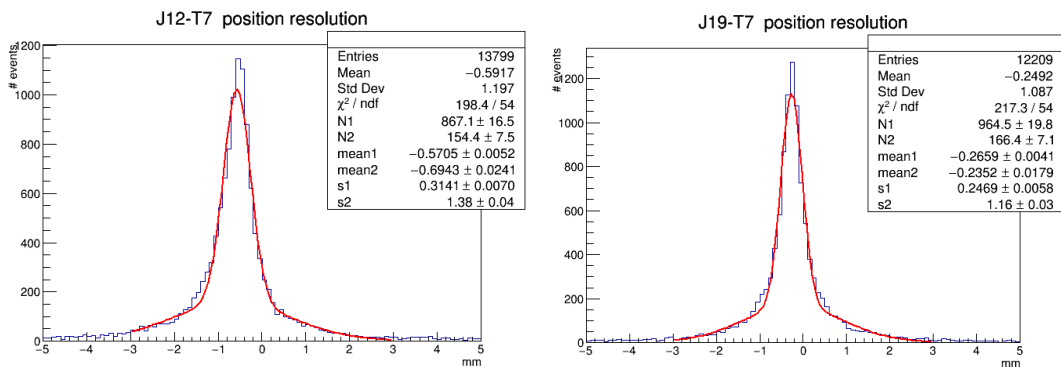 J12-T7 position resolution
# events
1200
1000
800
600
400
200
0
−5 −4 −3 −2 −1 0 1 2 3 4 5
mm
Entries 13799
Mean −0.5917
Std Dev 1.197
χ² / ndf 198.4 / 54
N1 867.1 ± 16.5
N2 154.4 ± 7.5
mean1 −0.5705 ± 0.0052
mean2 −0.6943 ± 0.0241
s1 0.3141 ± 0.0070
s2 1.38 ± 0.04
J19-T7 position resolution
# events
1200
1000
800
600
400
200
0
−5 −4 −3 −2 −1 0 1 2 3 4 5
mm
Entries 12209
Mean −0.2492
Std Dev 1.087
χ² / ndf 217.3 / 54
N1 964.5 ± 19.8
N2 166.4 ± 7.1
mean1 −0.2659 ± 0.0041
mean2 −0.2352 ± 0.0179
s1 0.2469 ± 0.0058
s2 1.16 ± 0.03